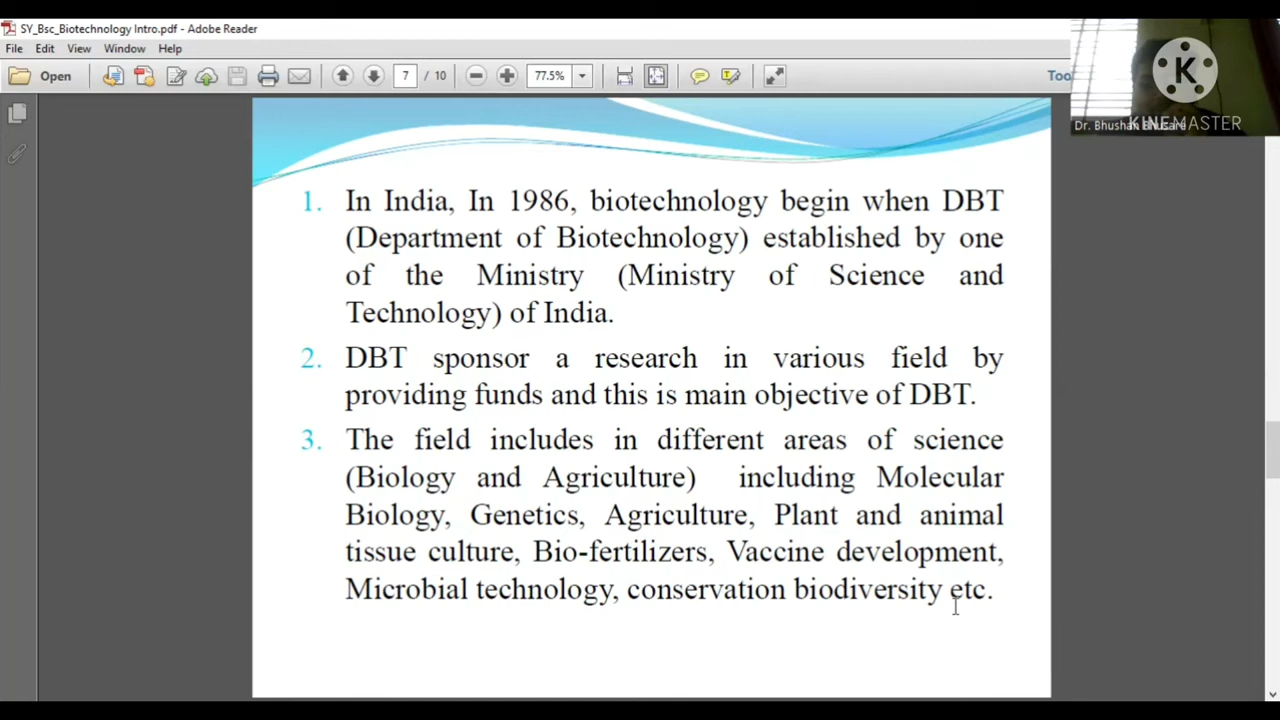 SY_Bsc_Biotechnology Intro.pdf - Adobe Reader
File Edit View Window Help
Open 7 / 10 77.5% Too
K
Dr. Bhushan
KINEMASTER
1. In India, In 1986, biotechnology begin when DBT
(Department of Biotechnology) established by one
of the Ministry (Ministry of Science and
Technology) of India.
2. DBT sponsor a research in various field by
providing funds and this is main objective of DBT.
3. The field includes in different areas of science
(Biology and Agriculture) including Molecular
Biology, Genetics, Agriculture, Plant and animal
tissue culture, Bio-fertilizers, Vaccine development,
Microbial technology, conservation biodiversity etc.